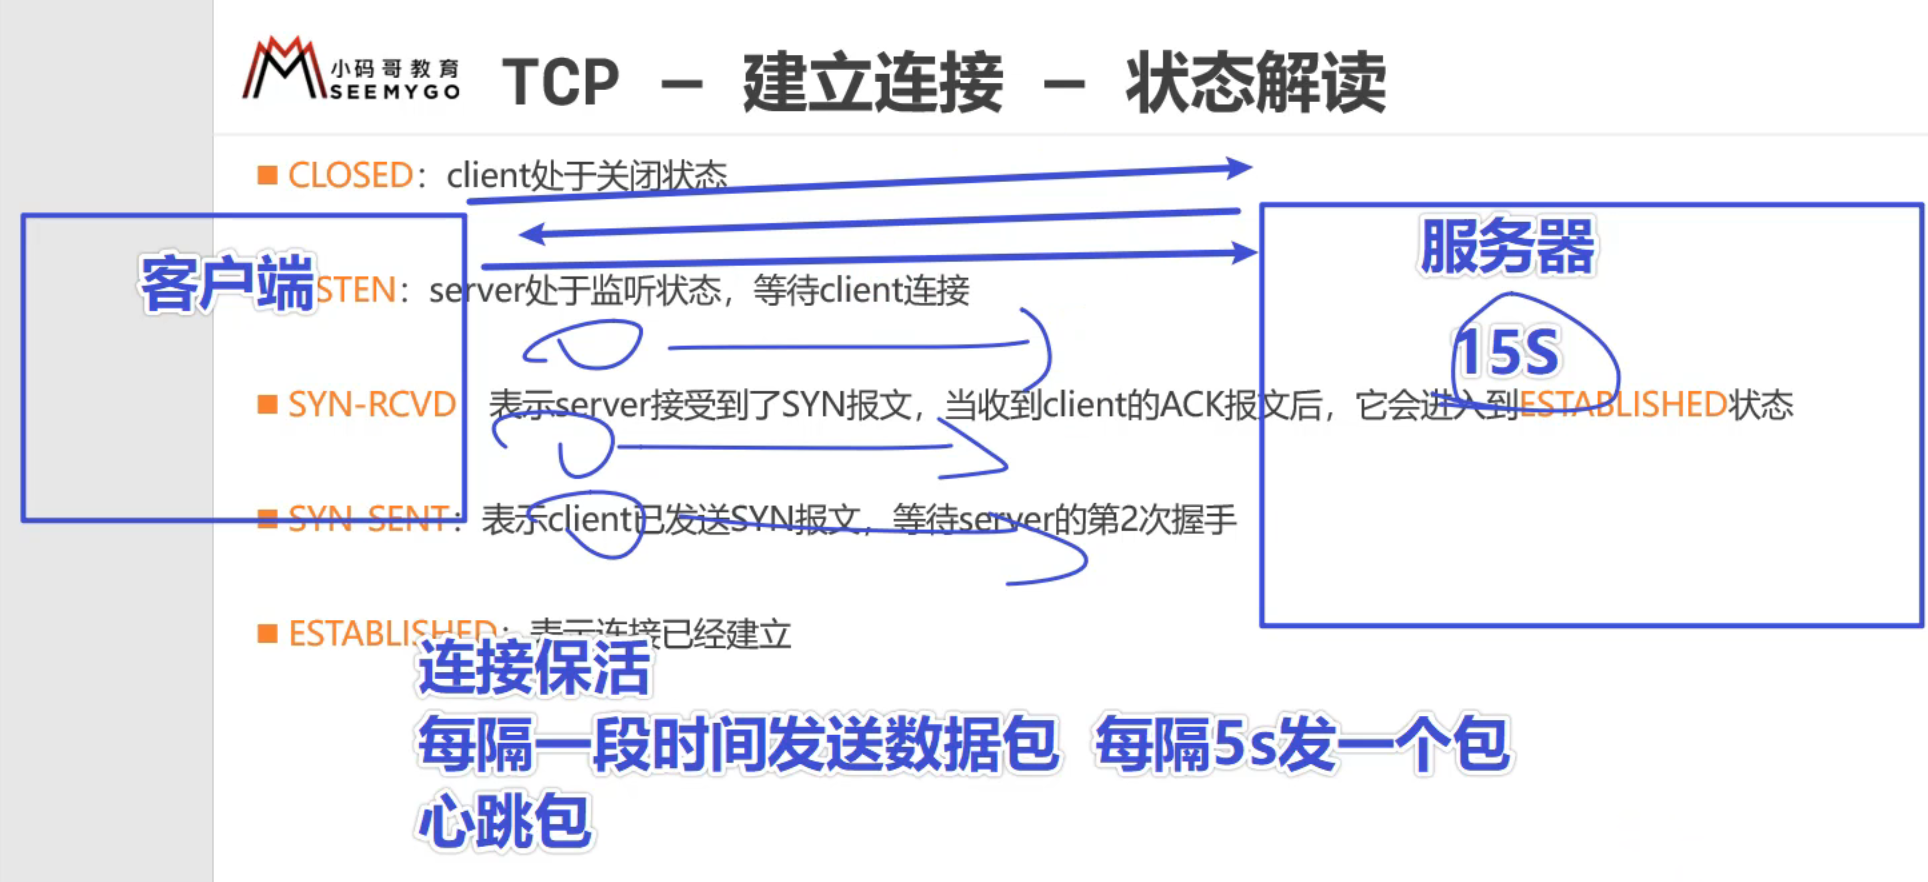 小码哥教育
SEEMYGO
TCP – 建立连接 – 状态解读
CLOSED：client处于关闭状态
服务器
客户端
STEN：server处于监听状态，等待client连接
15S
SYN-RCVD 表示server接受到了SYN报文，当收到client的ACK报文后，它会进入到ESTABLISHED状态
SYN-SENT：表示client已发送SYN报文，等待server的第2次握手
ESTABLISHED：表示连接已经建立
连接保活
每隔一段时间发送数据包 每隔5s发一个包
心跳包